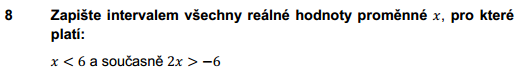 8 Zapište intervalem všechny reálné hodnoty proměnné x, pro které
platí:
x < 6 a současně 2x > −6